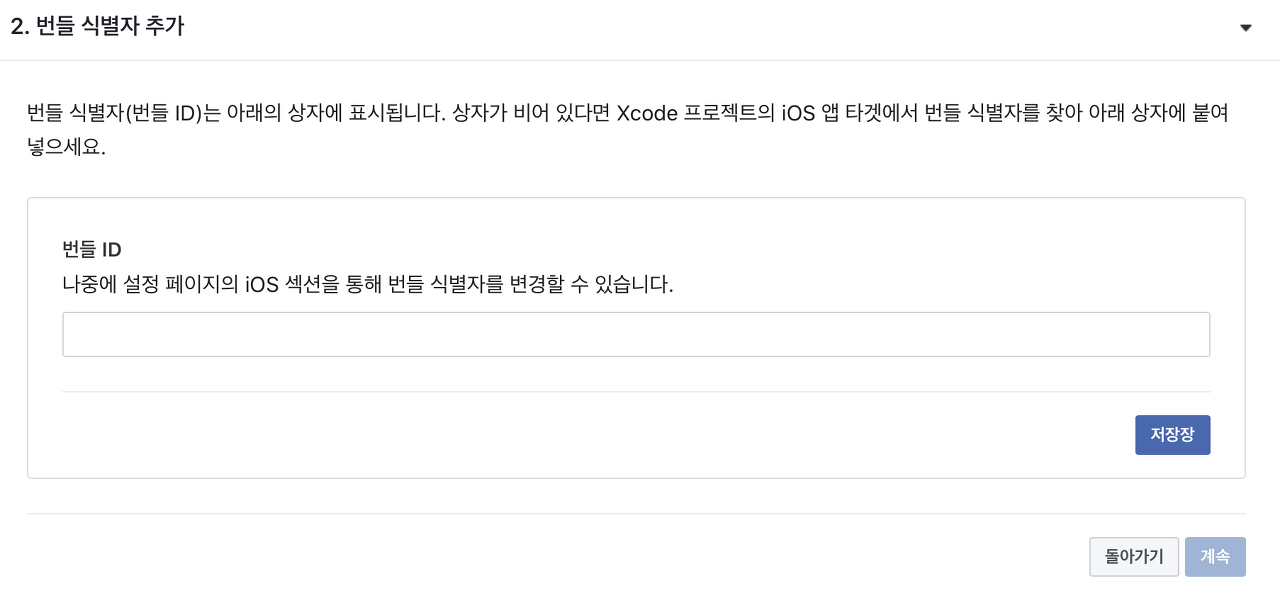 2. 번들 식별자 추가
번들 식별자(번들 ID)는 아래의 상자에 표시됩니다. 상자가 비어 있다면 Xcode 프로젝트의 iOS 앱 타겟에서 번들 식별자를 찾아 아래 상자에 붙여
넣으세요.
번들 ID
나중에 설정 페이지의 iOS 섹션을 통해 번들 식별자를 변경할 수 있습니다.
저장장
돌아가기 계속